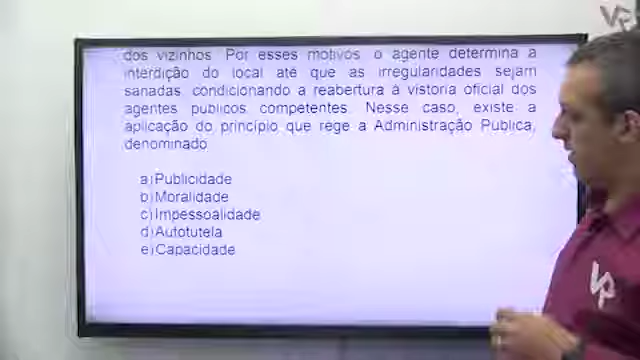 dos vizinhos. Por esses motivos, o agente determina a
interdição do local até que as irregularidades sejam
sanadas, condicionando a reabertura à vistoria oficial dos
agentes públicos competentes. Nesse caso, existe a
aplicação do princípio que rege a Administração Pública,
denominado
a) Publicidade
b) Moralidade
c) Impessoalidade
d) Autotutela
e) Capacidade